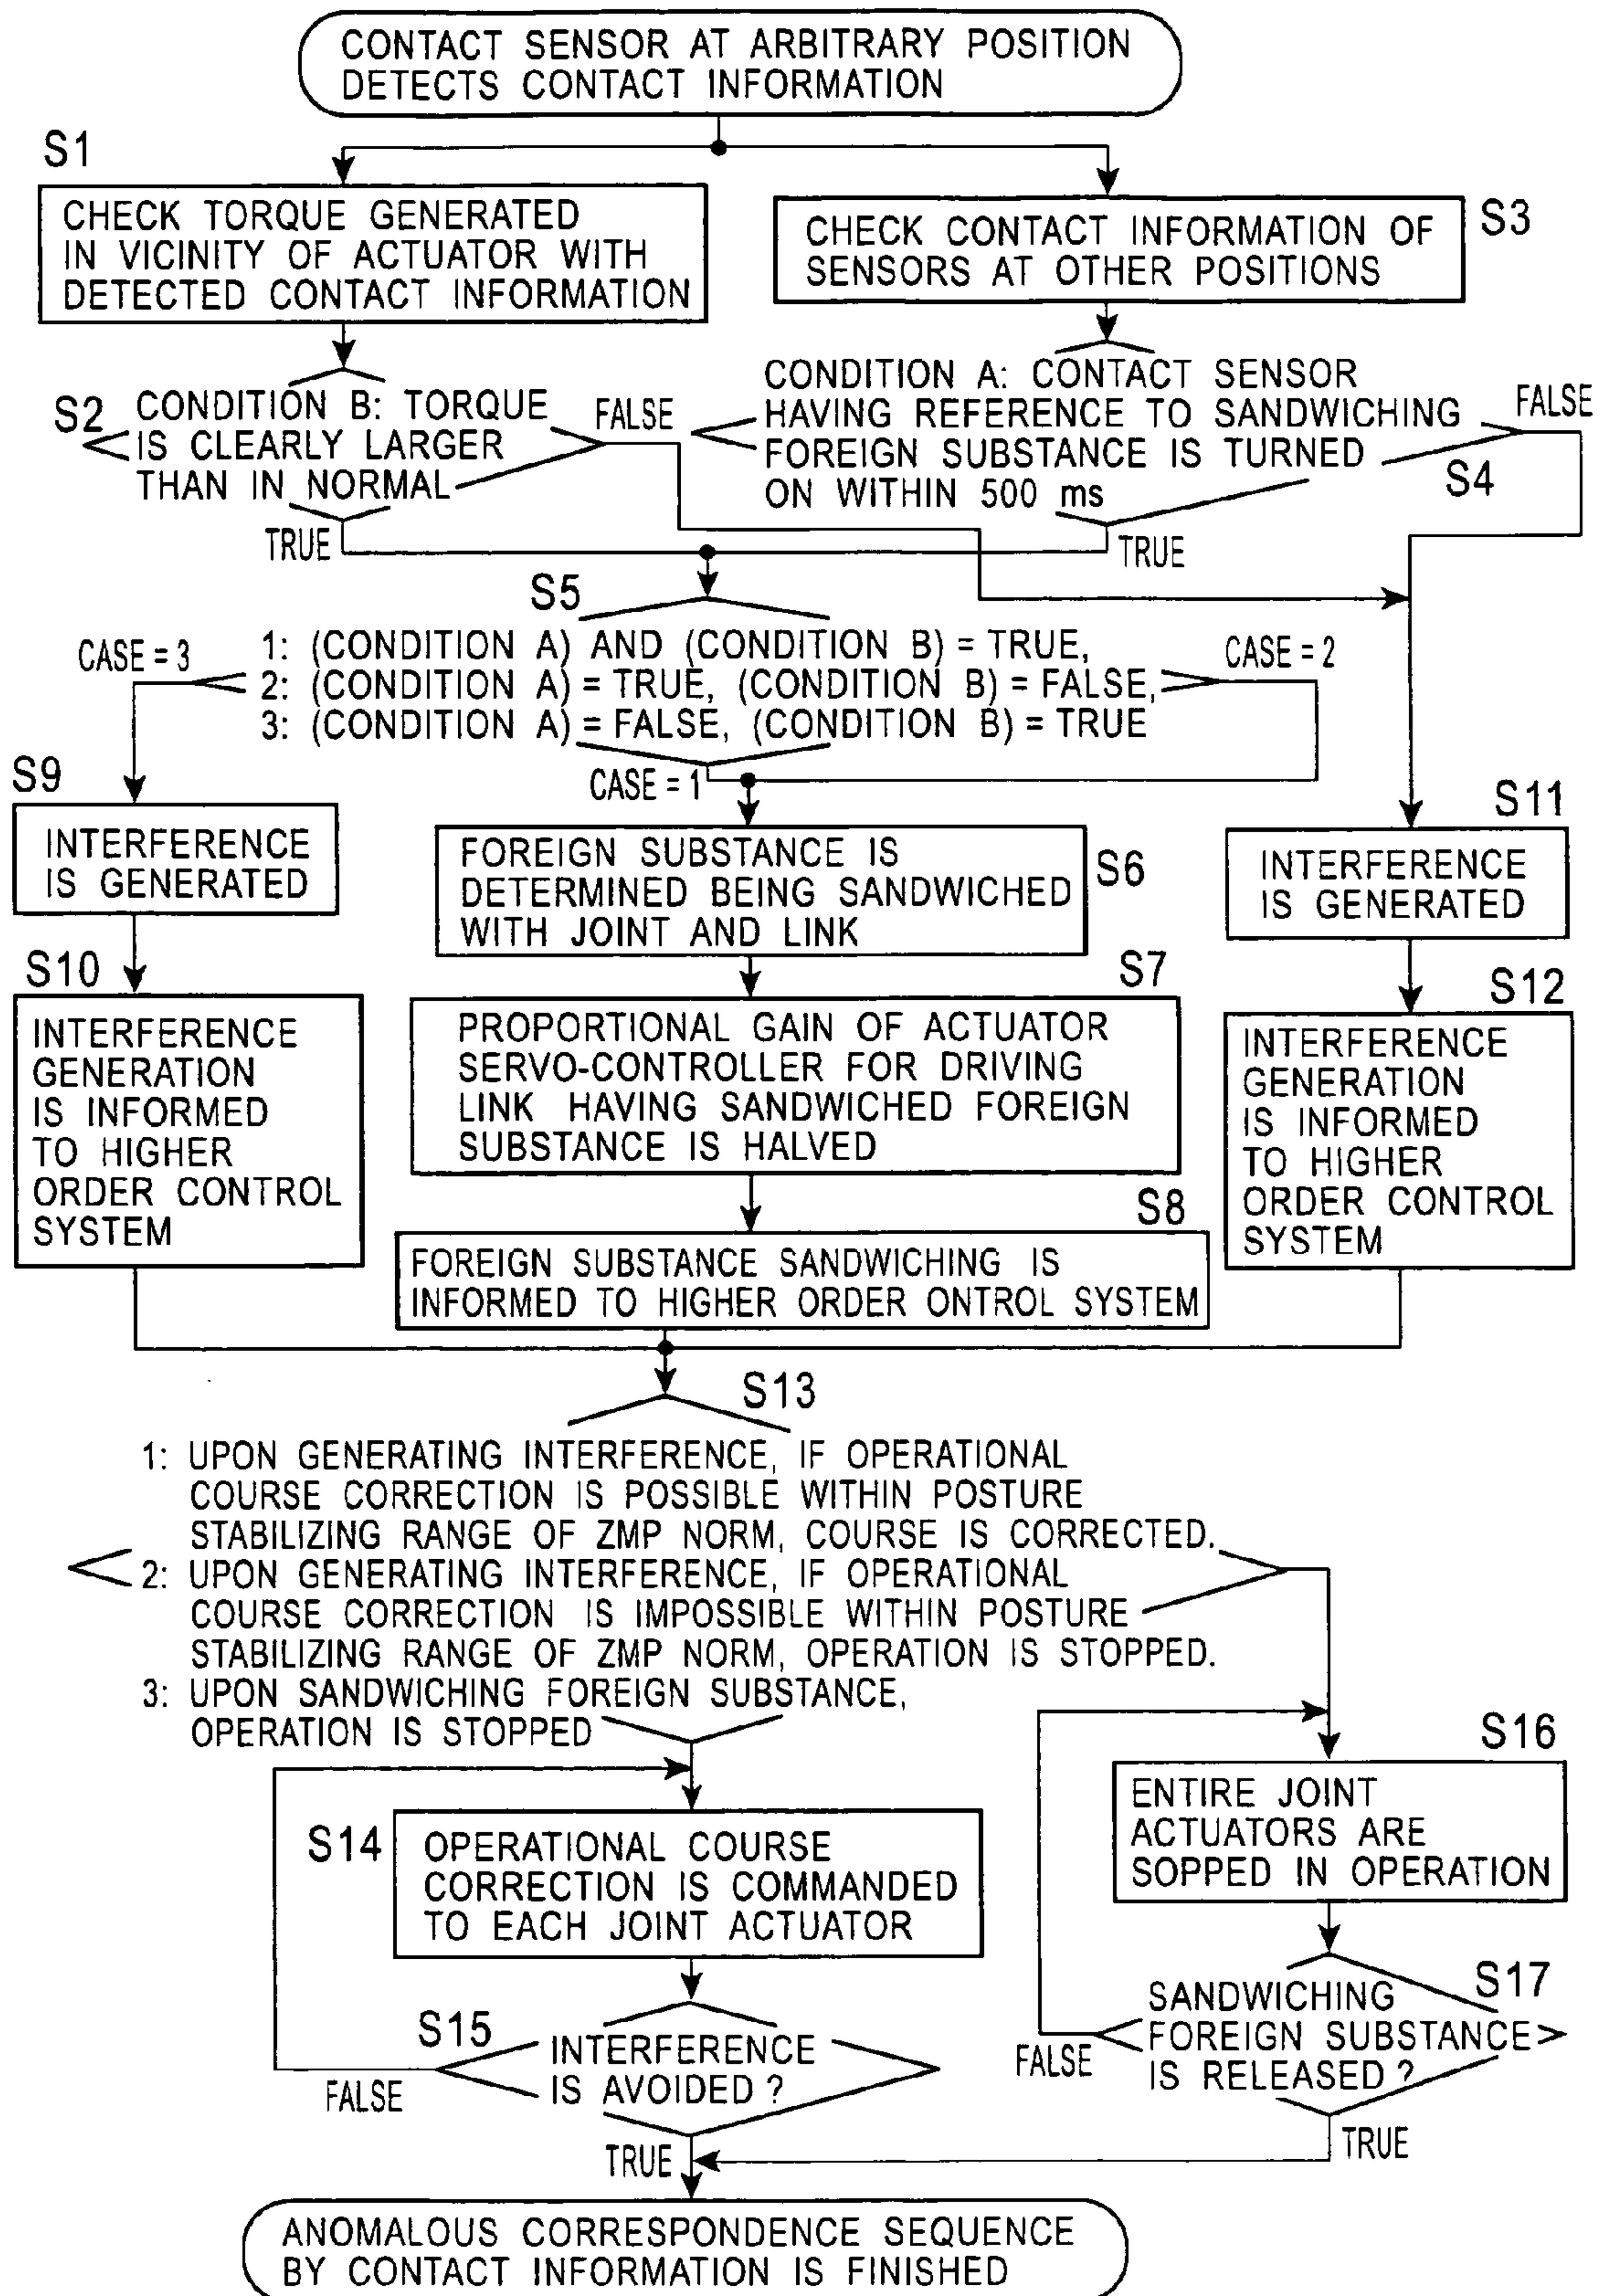 CONTACT SENSOR AT ARBITRARY POSITION
DETECTS CONTACT INFORMATION
S1
CHECK TORQUE GENERATED
IN VICINITY OF ACTUATOR WITH
DETECTED CONTACT INFORMATION
S3
CHECK CONTACT INFORMATION OF
SENSORS AT OTHER POSITIONS
S2
CONDITION B: TORQUE
IS CLEARLY LARGER
THAN IN NORMAL
FALSE
TRUE
CONDITION A: CONTACT SENSOR
HAVING REFERENCE TO SANDWICHING
FOREIGN SUBSTANCE IS TURNED
ON WITHIN 500 ms
FALSE
S4
TRUE
S5
1: (CONDITION A) AND (CONDITION B) = TRUE,
2: (CONDITION A) = TRUE, (CONDITION B) = FALSE,
3: (CONDITION A) = FALSE, (CONDITION B) = TRUE
CASE = 3
CASE = 2
CASE = 1
S9
INTERFERENCE
IS GENERATED
S10
INTERFERENCE
GENERATION
IS INFORMED
TO HIGHER
ORDER CONTROL
SYSTEM
S6
FOREIGN SUBSTANCE IS
DETERMINED BEING SANDWICHED
WITH JOINT AND LINK
S7
PROPORTIONAL GAIN OF ACTUATOR
SERVO-CONTROLLER FOR DRIVING
LINK HAVING SANDWICHED FOREIGN
SUBSTANCE IS HALVED
S8
FOREIGN SUBSTANCE SANDWICHING IS
INFORMED TO HIGHER ORDER ONTROL SYSTEM
S11
INTERFERENCE
IS GENERATED
S12
INTERFERENCE
GENERATION
IS INFORMED
TO HIGHER
ORDER CONTROL
SYSTEM
S13
1: UPON GENERATING INTERFERENCE, IF OPERATIONAL
COURSE CORRECTION IS POSSIBLE WITHIN POSTURE
STABILIZING RANGE OF ZMP NORM, COURSE IS CORRECTED.
2: UPON GENERATING INTERFERENCE, IF OPERATIONAL
COURSE CORRECTION IS IMPOSSIBLE WITHIN POSTURE
STABILIZING RANGE OF ZMP NORM, OPERATION IS STOPPED.
3: UPON SANDWICHING FOREIGN SUBSTANCE,
OPERATION IS STOPPED
S14
OPERATIONAL COURSE
CORRECTION IS COMMANDED
TO EACH JOINT ACTUATOR
S15
INTERFERENCE
IS AVOIDED ?
FALSE
TRUE
S16
ENTIRE JOINT
ACTUATORS ARE
SOPPED IN OPERATION
S17
SANDWICHING
FOREIGN SUBSTANCE
IS RELEASED ?
FALSE
TRUE
ANOMALOUS CORRESPONDENCE SEQUENCE
BY CONTACT INFORMATION IS FINISHED